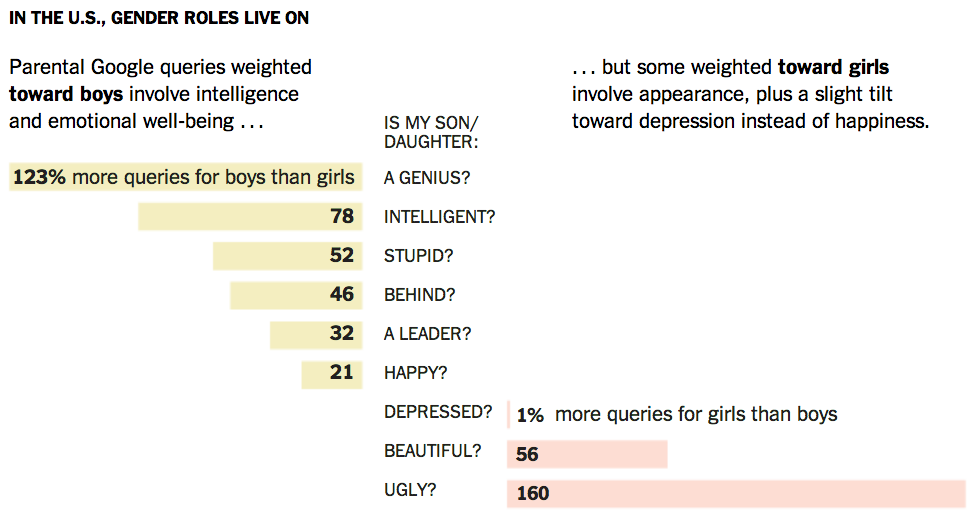 IN THE U.S., GENDER ROLES LIVE ON
Parental Google queries weighted
toward boys involve intelligence
and emotional well-being . . .
. . . but some weighted toward girls
involve appearance, plus a slight tilt
toward depression instead of happiness.
IS MY SON/
DAUGHTER:
123% more queries for boys than girls A GENIUS?
78 INTELLIGENT?
52 STUPID?
46 BEHIND?
32 A LEADER?
21 HAPPY?
DEPRESSED? 1% more queries for girls than boys
BEAUTIFUL? 56
UGLY? 160